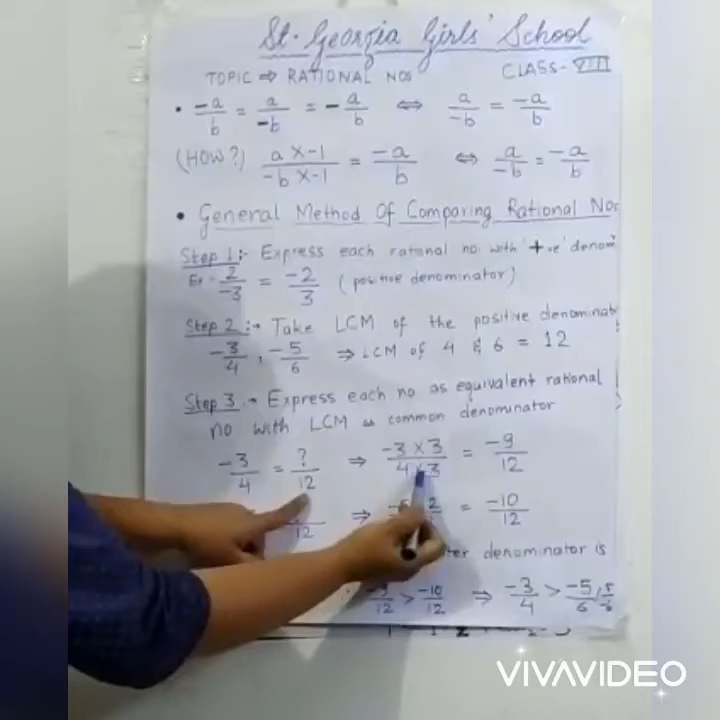 St. Georgia Girls' School
TOPIC ⇒ RATIONAL NOS CLASS-VIII
• -a/b = a/-b = -a/b ⇔ a/-b = -a/b
(HOW?) a X -1/-b X -1 = -a/b ⇔ a/-b = -a/b
• General Method Of Comparing Rational Nos
Step 1:- Express each rational no. with '+ve' denom
Ex - 2/-3 = -2/3 (positive denominator)
Step 2:- Take LCM of the positive denominato
-3/4, -5/6 ⇒ LCM of 4 & 6 = 12
Step 3:- Express each no as equivalent rational
no with LCM as common denominator
-3/4 = ?/12 ⇒ -3 X 3/4 X 3 = -9/12
/12 ⇒ 2 = -10/12
denominator is
-9/12 > -10/12 ⇒ -3/4 > -5/6
VIVAVIDEO